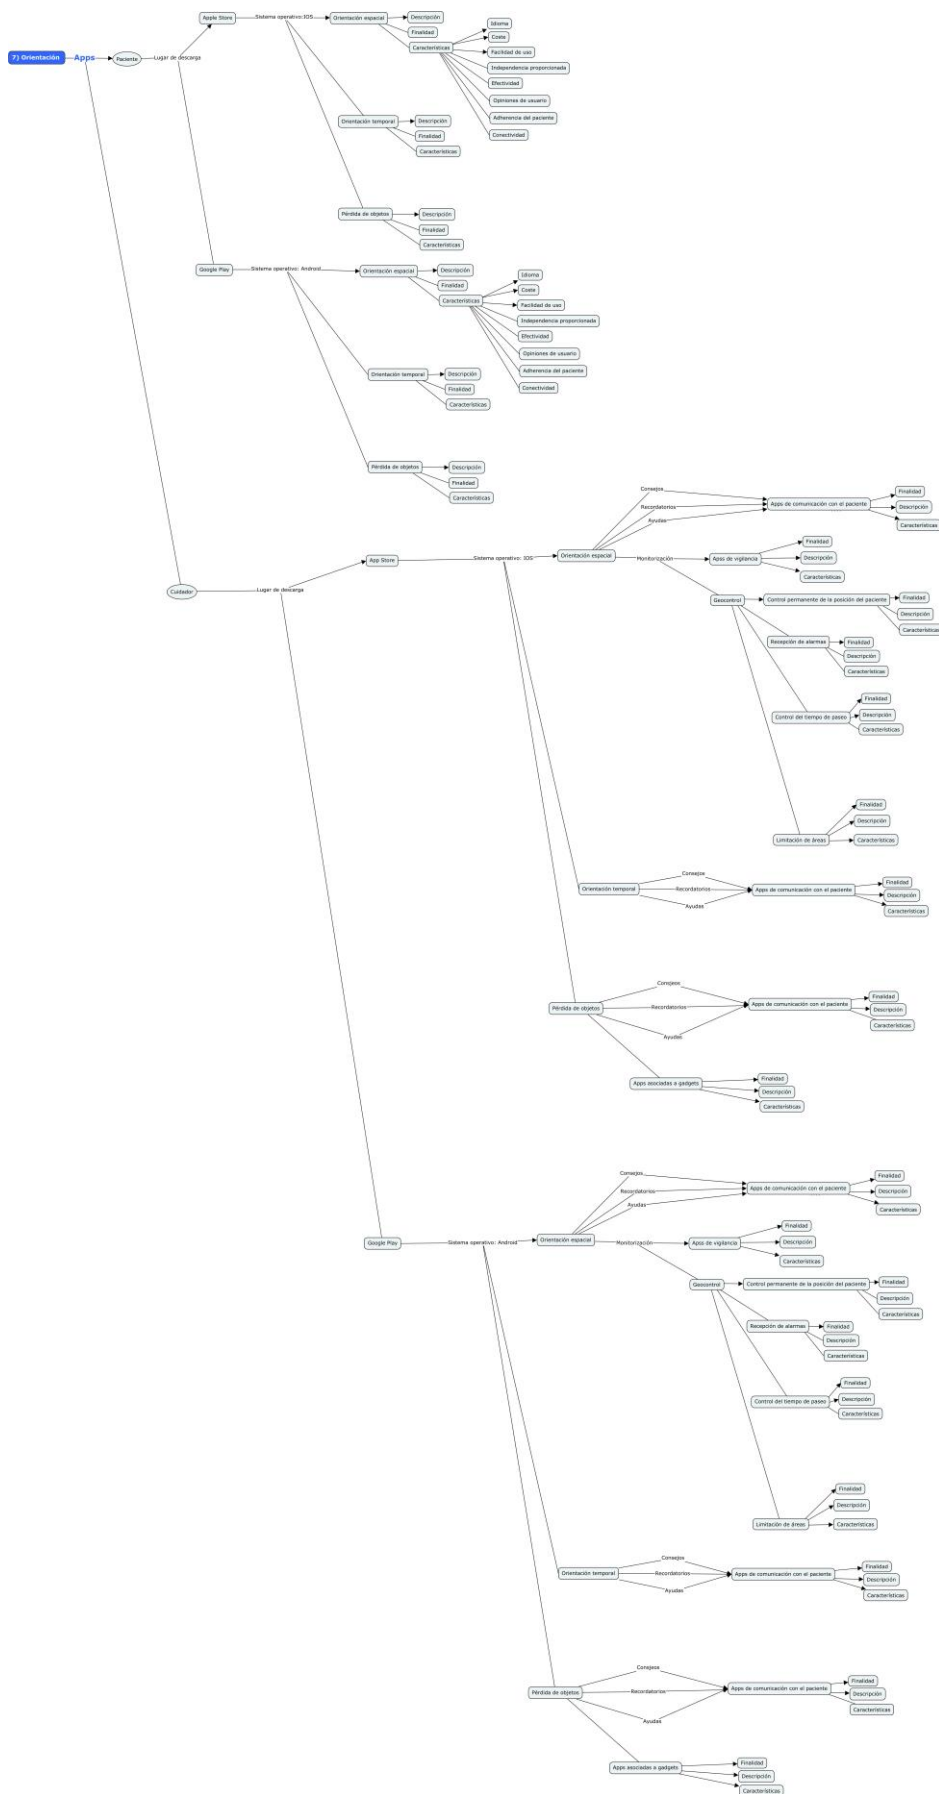 7) Orientación
Apps
Paciente
Lugar de descarga
Apple Store
Sistema operativo:IOS
Orientación espacial
Descripción
Finalidad
Características
Idioma
Coste
Facilidad de uso
Independencia proporcionada
Efectividad
Opiniones de usuario
Adherencia del paciente
Conectividad
Orientación temporal
Descripción
Finalidad
Características
Pérdida de objetos
Descripción
Finalidad
Características
Google Play
Sistema operativo: Android
Orientación espacial
Descripción
Finalidad
Características
Idioma
Coste
Facilidad de uso
Independencia proporcionada
Efectividad
Opiniones de usuario
Adherencia del paciente
Conectividad
Orientación temporal
Descripción
Finalidad
Características
Pérdida de objetos
Descripción
Finalidad
Características
Cuidador
Lugar de descarga
App Store
Sistema operativo: IOS
Orientación espacial
Consejos
Recordatorios
Ayudas
Apps de comunicación con el paciente
Finalidad
Descripción
Características
Monitorización
Apss de vigilancia
Finalidad
Descripción
Características
Geocontrol
Control permanente de la posición del paciente
Finalidad
Descripción
Características
Recepción de alarmas
Finalidad
Descripción
Características
Control del tiempo de paseo
Finalidad
Descripción
Características
Limitación de áreas
Finalidad
Descripción
Características
Orientación temporal
Consejos
Recordatorios
Ayudas
Apps de comunicación con el paciente
Finalidad
Descripción
Características
Pérdida de objetos
Consejos
Recordatorios
Ayudas
Apps de comunicación con el paciente
Finalidad
Descripción
Características
Apps asociadas a gadgets
Finalidad
Descripción
Características
Google Play
Sistema operativo: Android
Orientación espacial
Consejos
Recordatorios
Ayudas
Apps de comunicación con el paciente
Finalidad
Descripción
Características
Monitorización
Apss de vigilancia
Finalidad
Descripción
Características
Geocontrol
Control permanente de la posición del paciente
Finalidad
Descripción
Características
Recepción de alarmas
Finalidad
Descripción
Características
Control del tiempo de paseo
Finalidad
Descripción
Características
Limitación de áreas
Finalidad
Descripción
Características
Orientación temporal
Consejos
Recordatorios
Ayudas
Apps de comunicación con el paciente
Finalidad
Descripción
Características
Pérdida de objetos
Consejos
Recordatorios
Ayudas
Apps de comunicación con el paciente
Finalidad
Descripción
Características
Apps asociadas a gadgets
Finalidad
Descripción
Características